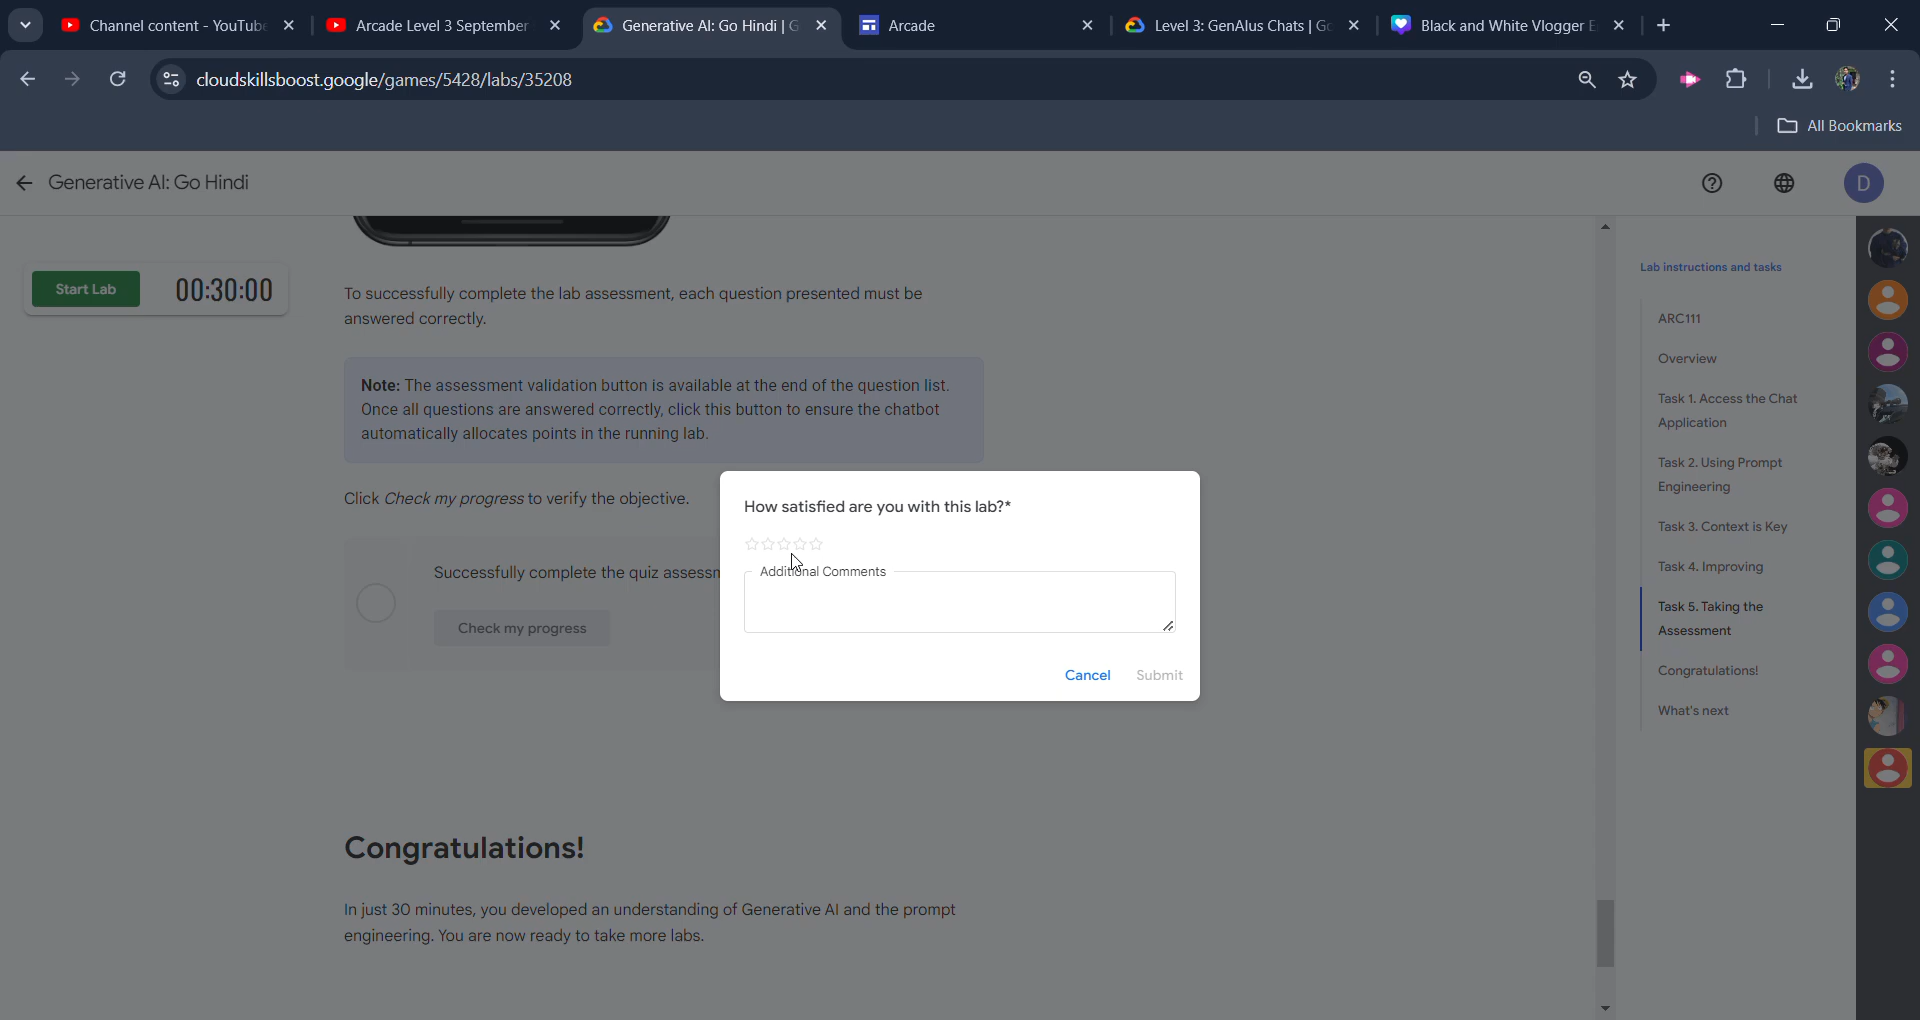 Channel content - YouTube
Arcade Level 3 September
Generative AI: Go Hindi | G
Arcade
Level 3: GenAIus Chats | Go
Black and White Vlogger E
cloudskillsboost.google/games/5428/labs/35208
All Bookmarks
Generative AI: Go Hindi
D
Start Lab
00:30:00
To successfully complete the lab assessment, each question presented must be
answered correctly.
Note: The assessment validation button is available at the end of the question list.
Once all questions are answered correctly, click this button to ensure the chatbot
automatically allocates points in the running lab.
Click Check my progress to verify the objective.
Successfully complete the quiz assessm
Check my progress
How satisfied are you with this lab?*
Additional Comments
Cancel
Submit
Congratulations!
In just 30 minutes, you developed an understanding of Generative AI and the prompt
engineering. You are now ready to take more labs.
Lab instructions and tasks
ARC111
Overview
Task 1. Access the Chat
Application
Task 2. Using Prompt
Engineering
Task 3. Context is Key
Task 4. Improving
Task 5. Taking the
Assessment
Congratulations!
What's next